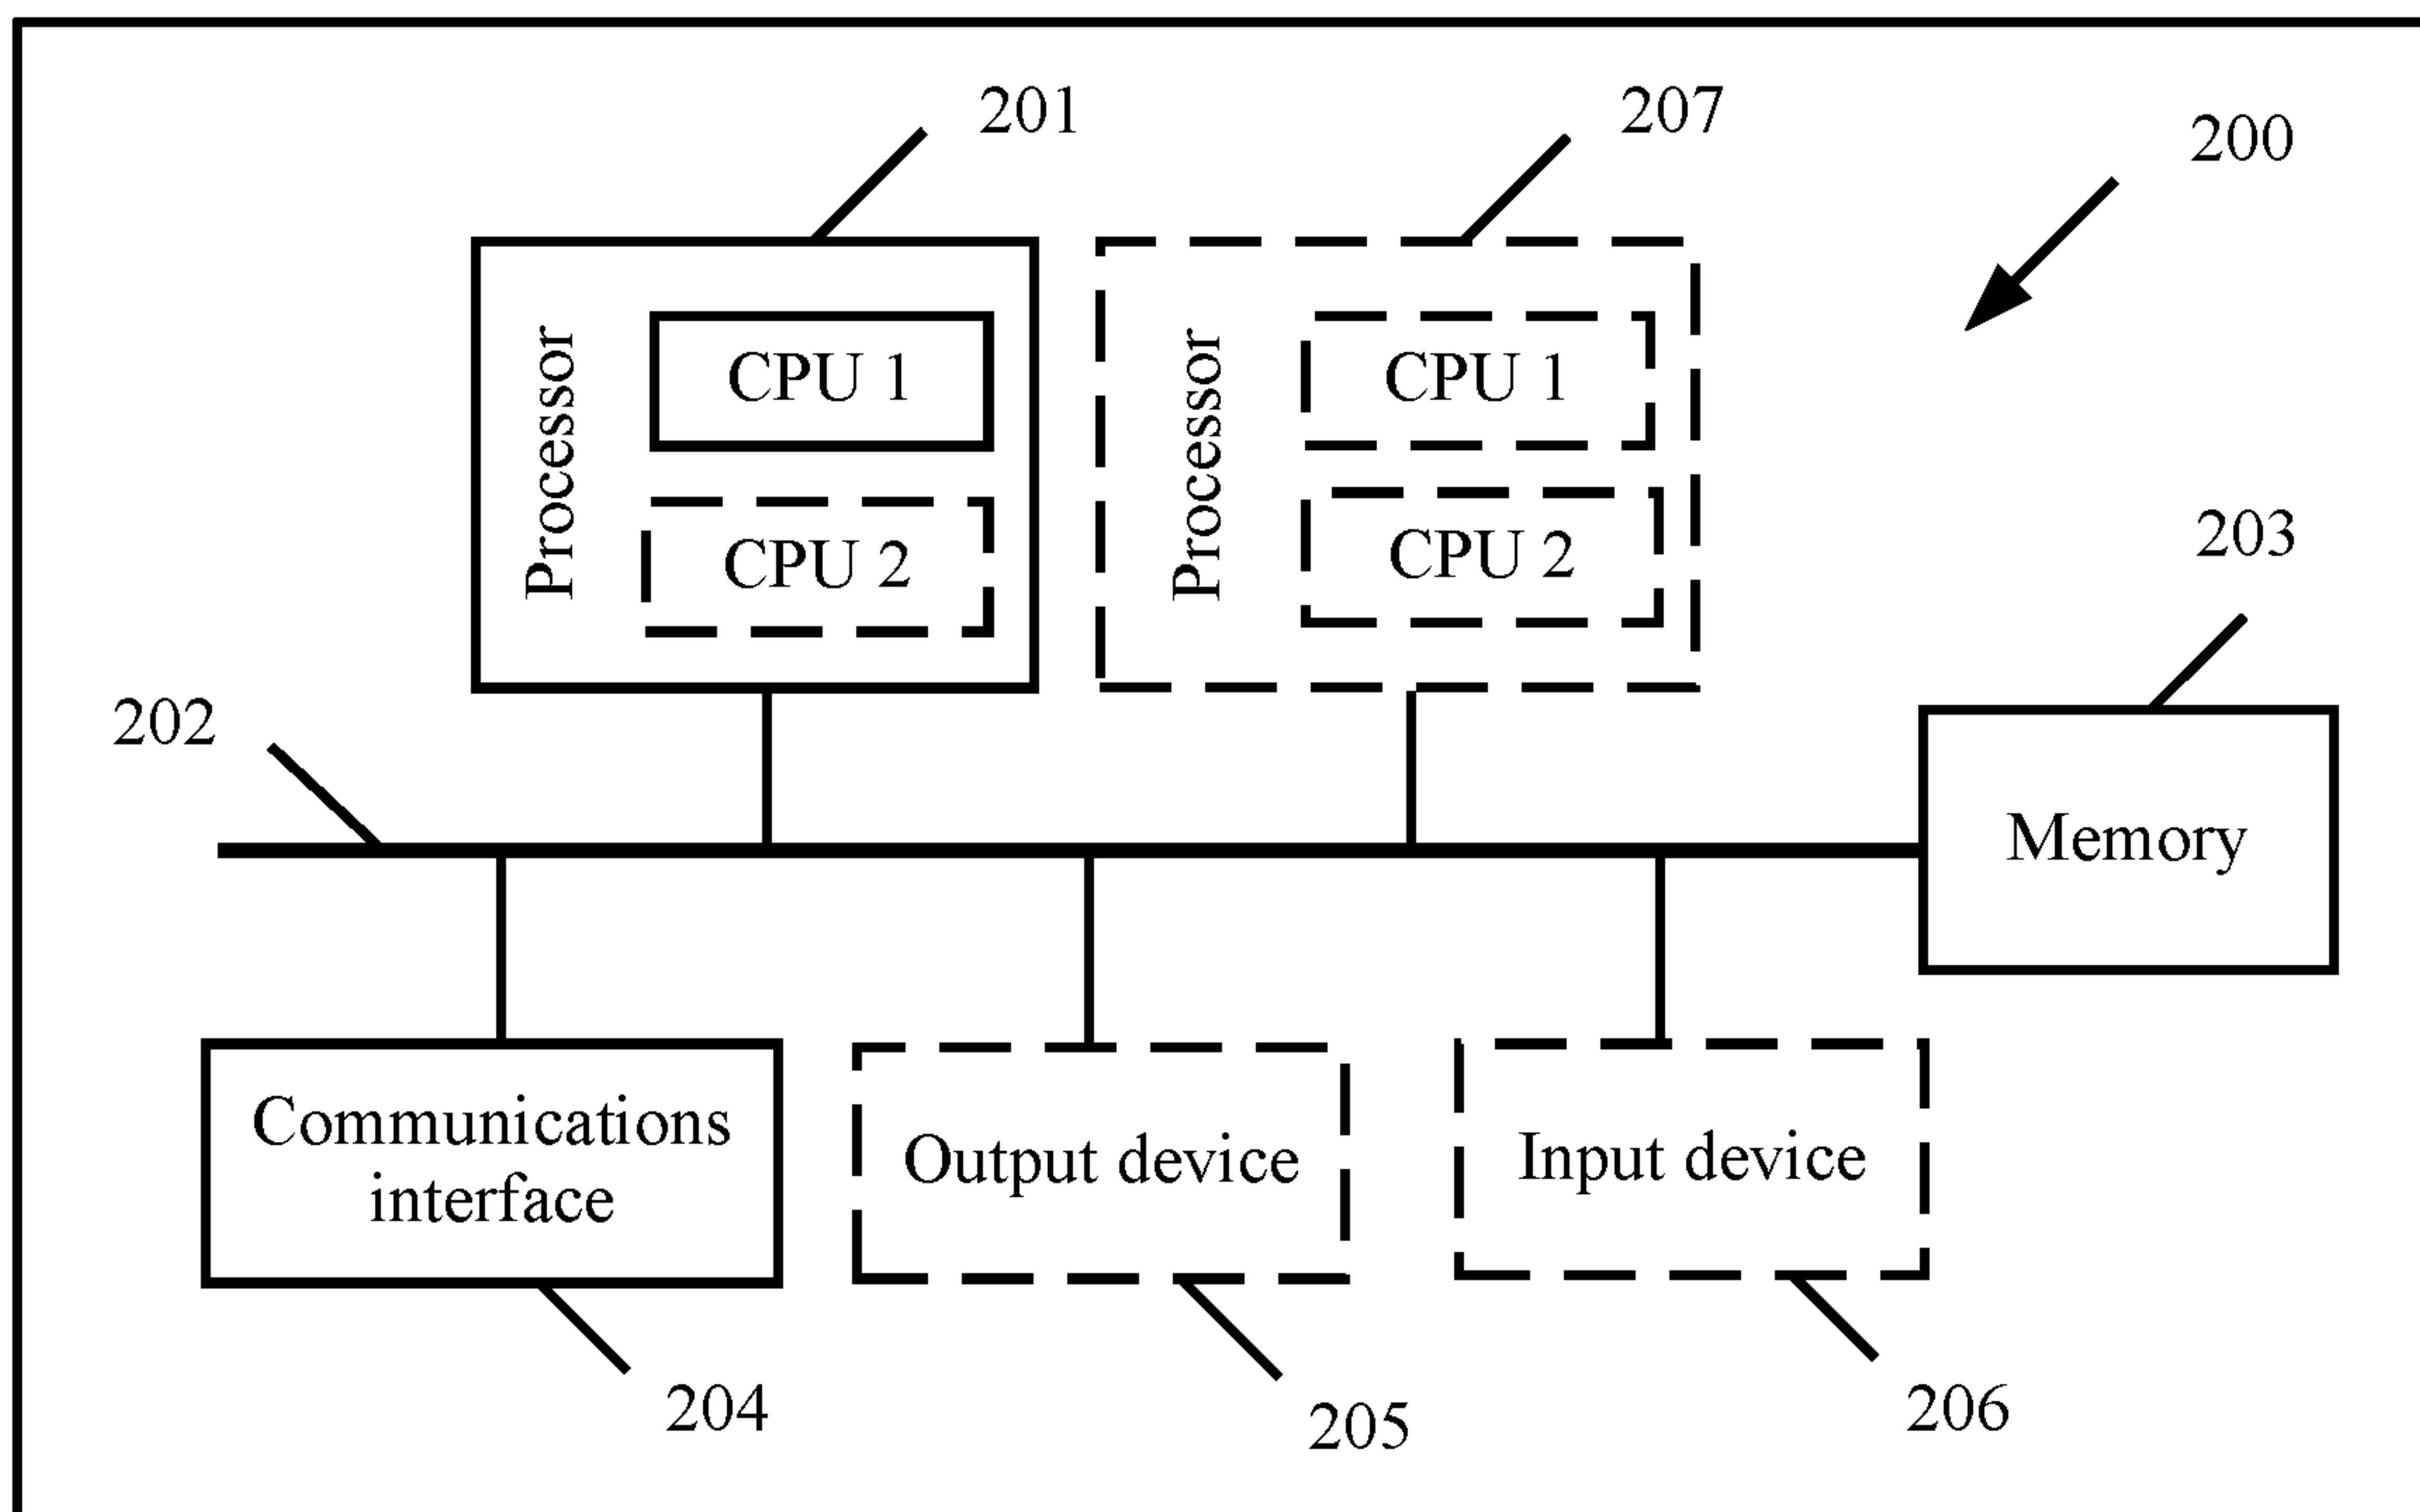 201
207
200
Processor
CPU 1
CPU 2
Processor
CPU 1
CPU 2
203
202
Memory
Communications
interface
Output device
Input device
204
205
206